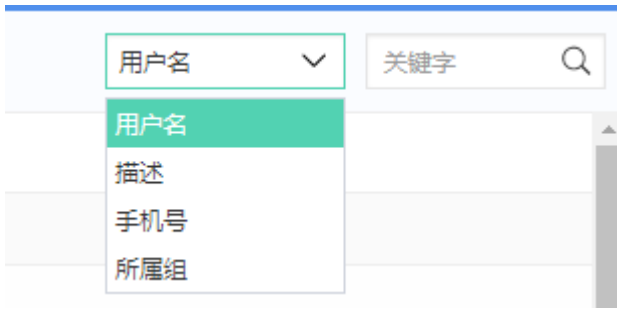 用户名 关键字
用户名
描述
手机号
所属组